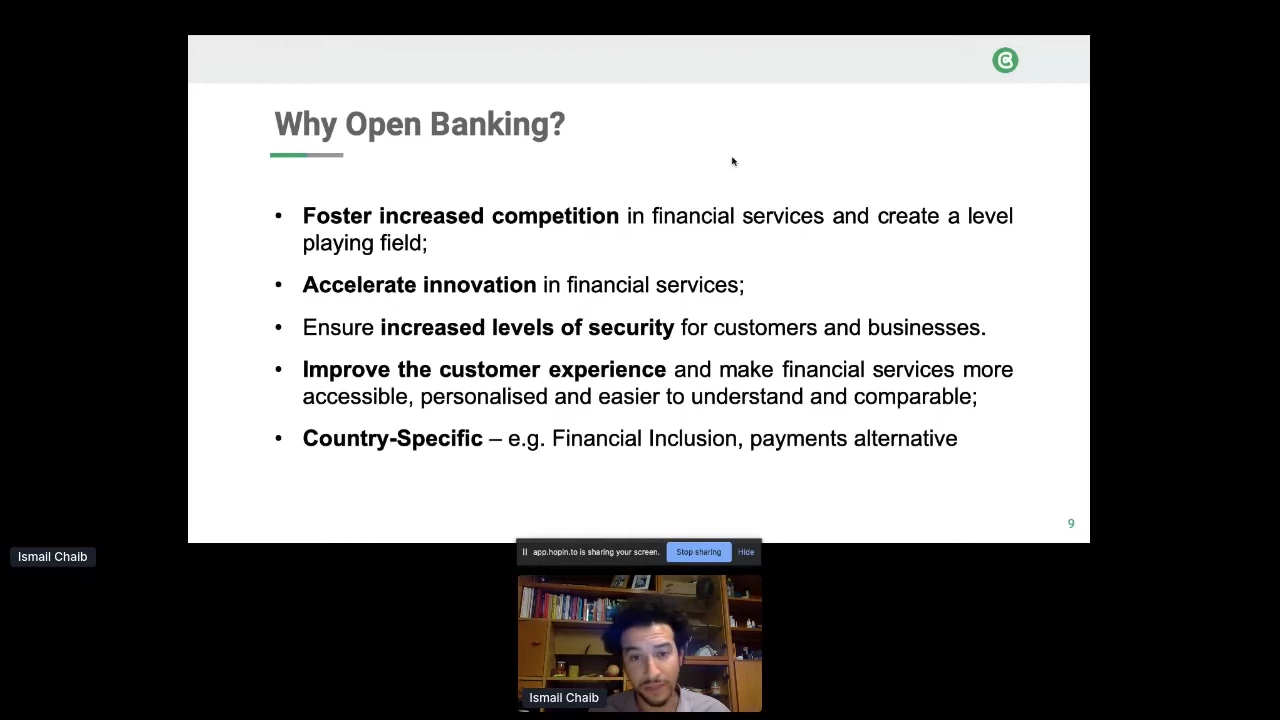 Why Open Banking?
• Foster increased competition in financial services and create a level
playing field;
• Accelerate innovation in financial services;
• Ensure increased levels of security for customers and businesses.
• Improve the customer experience and make financial services more
accessible, personalised and easier to understand and comparable;
• Country-Specific – e.g. Financial Inclusion, payments alternative
9
Ismail Chaib
app.hopin.to is sharing your screen. Stop sharing Hide
Ismail Chaib